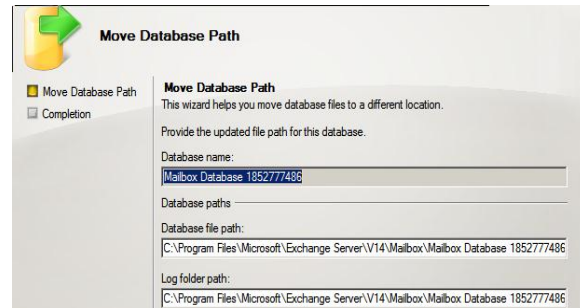 Move Database Path
Move Database Path
Completion
Move Database Path
This wizard helps you move database files to a different location.
Provide the updated file path for this database.
Database name:
Mailbox Database 1852777486
Database paths
Database file path:
C:\Program Files\Microsoft\Exchange Server\V14\Mailbox\Mailbox Database 1852777486
Log folder path:
C:\Program Files\Microsoft\Exchange Server\V14\Mailbox\Mailbox Database 1852777486